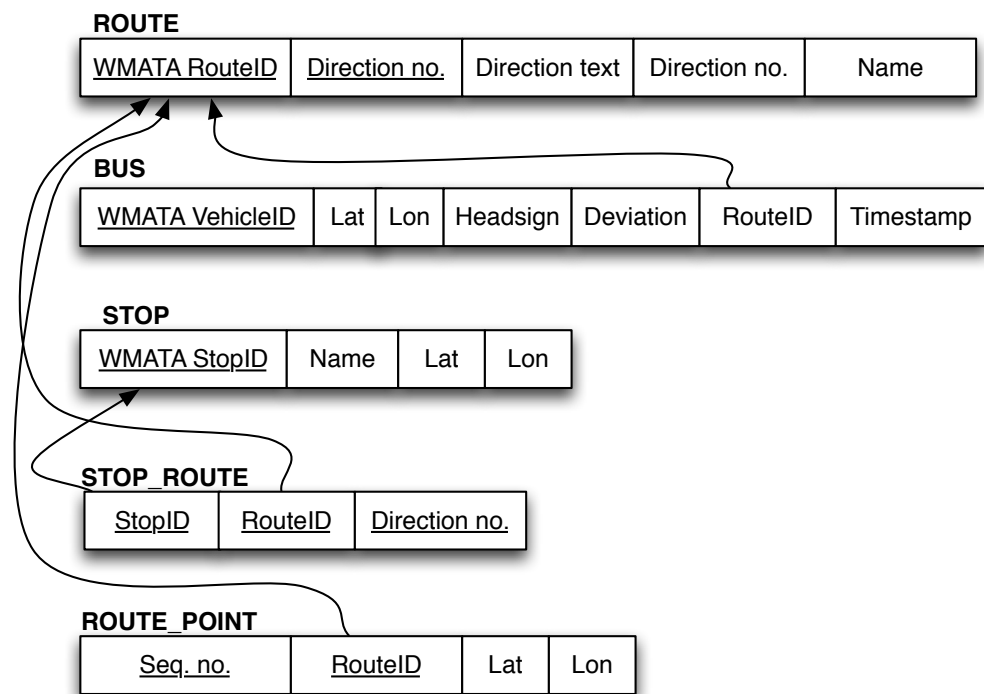 ROUTE
WMATA RouteID Direction no. Direction text Direction no. Name
BUS
WMATA VehicleID Lat Lon Headsign Deviation RouteID Timestamp
STOP
WMATA StopID Name Lat Lon
STOP_ROUTE
StopID RouteID Direction no.
ROUTE_POINT
Seq. no. RouteID Lat Lon